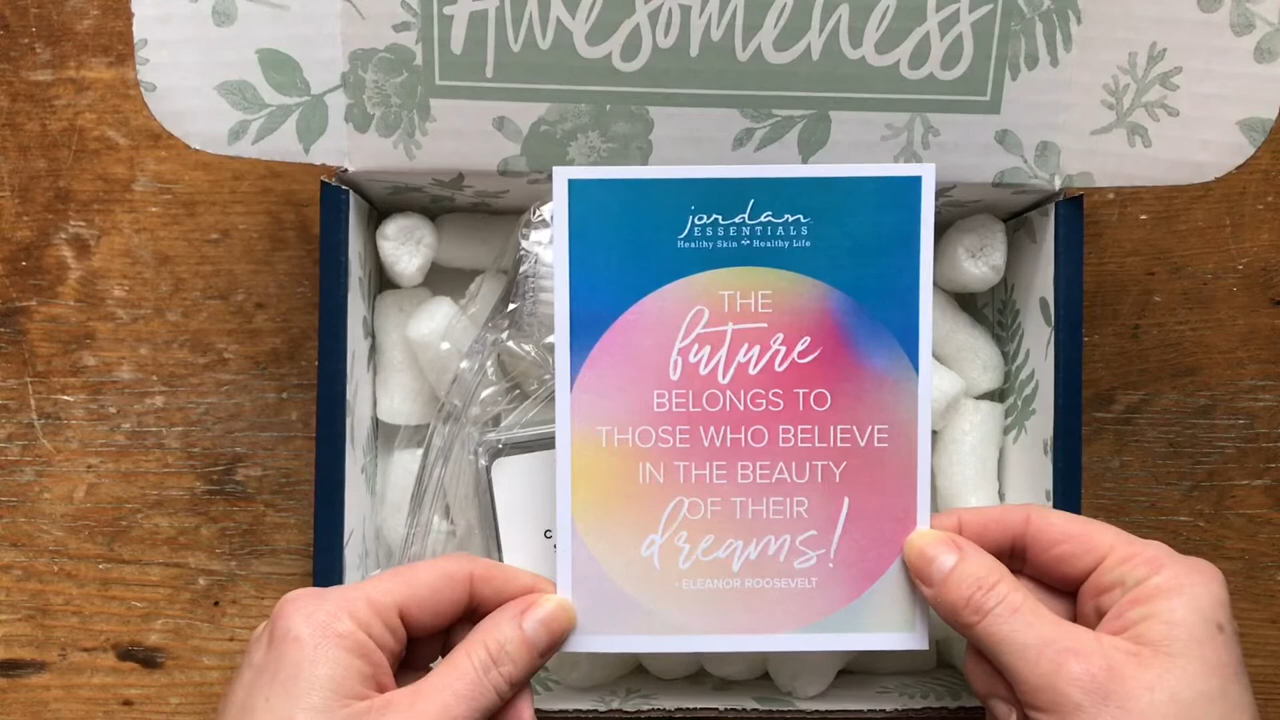 Awesomeness
jordan
ESSENTIALS
Healthy Skin Healthy Life
THE
future
BELONGS TO
THOSE WHO BELIEVE
IN THE BEAUTY
OF THEIR
dreams!
- ELEANOR ROOSEVELT